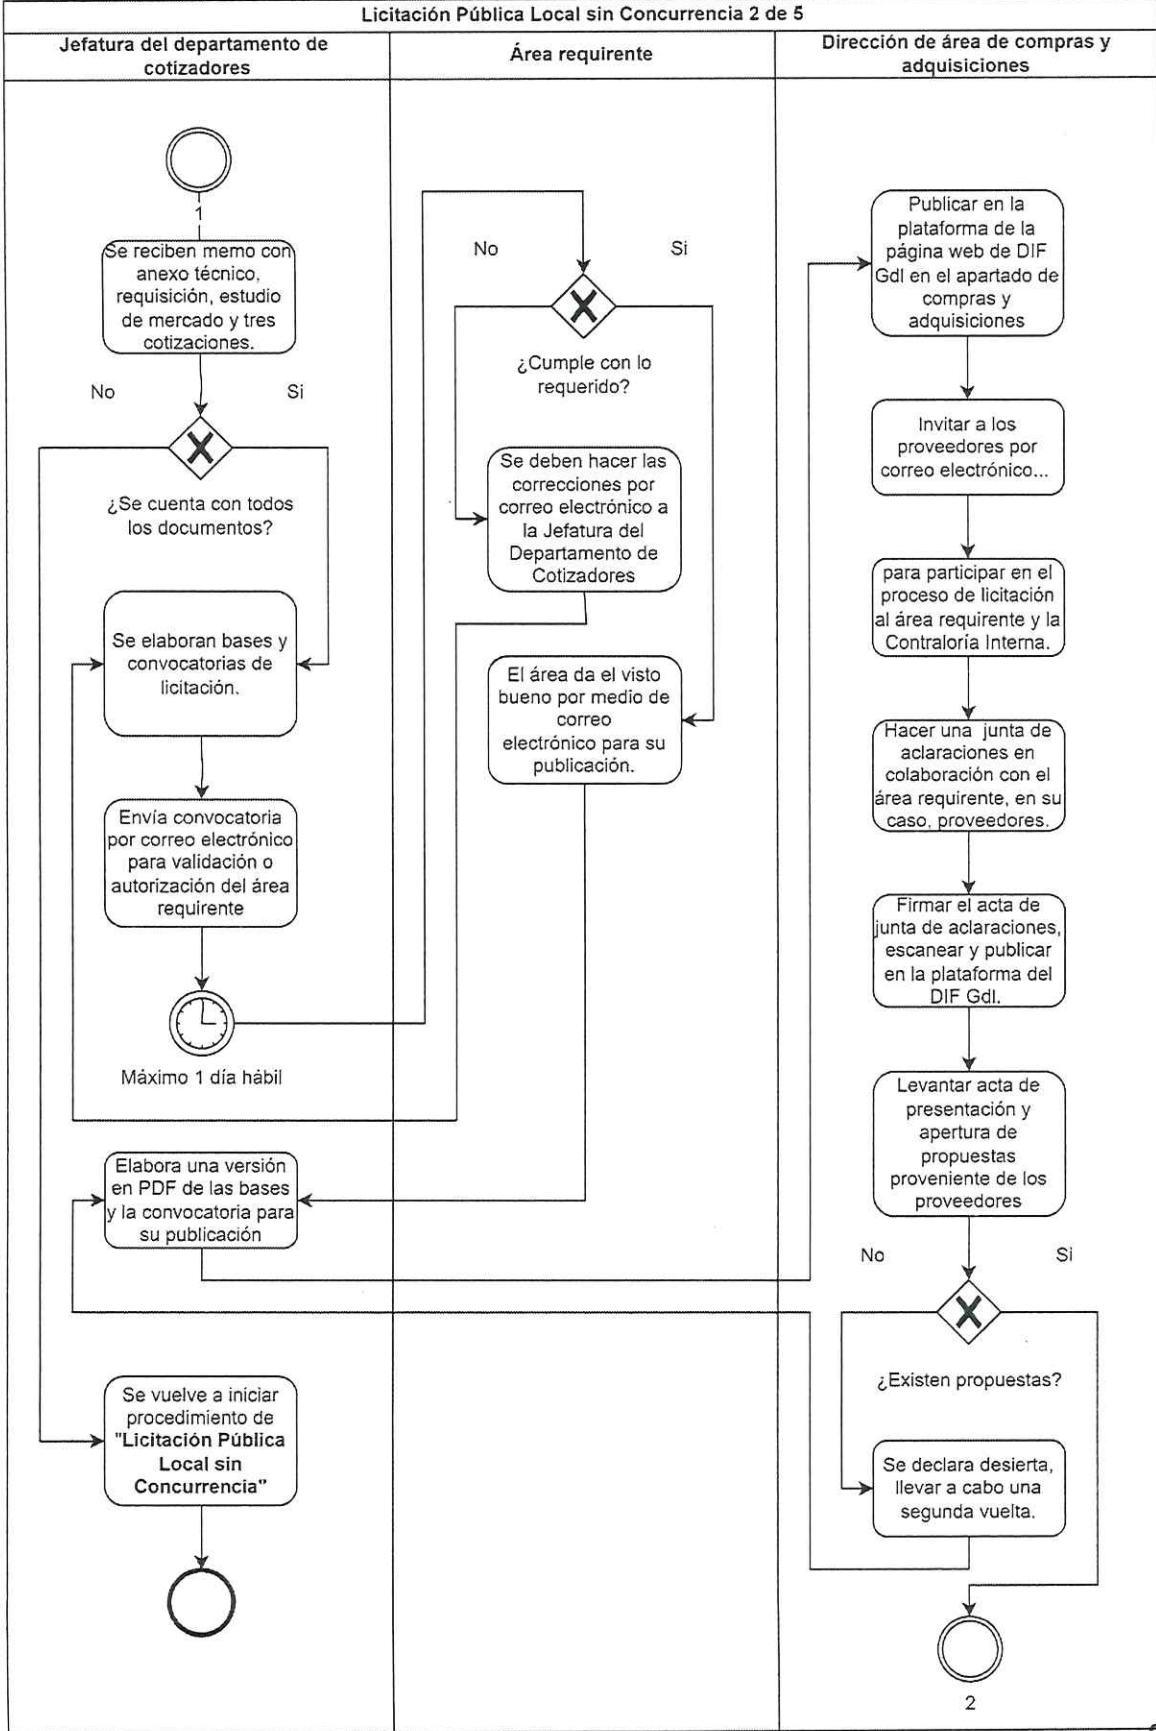 Licitación Pública Local sin Concurrencia 2 de 5
Jefatura del departamento de
cotizadores
Área requirente
Dirección de área de compras y
adquisiciones
1
Se reciben memo con
anexo técnico,
requisición, estudio
de mercado y tres
cotizaciones.
No
Si
¿Se cuenta con todos
los documentos?
Se elaboran bases y
convocatorias de
licitación.
Envía convocatoria
por correo electrónico
para validación o
autorización del área
requirente
Máximo 1 día hábil
Elabora una versión
en PDF de las bases
y la convocatoria para
su publicación
Se vuelve a iniciar
procedimiento de
"Licitación Pública
Local sin
Concurrencia"
No
Si
¿Cumple con lo
requerido?
Se deben hacer las
correcciones por
correo electrónico a
la Jefatura del
Departamento de
Cotizadores
El área da el visto
bueno por medio de
correo
electrónico para su
publicación.
Publicar en la
plataforma de la
página web de DIF
Gdl en el apartado de
compras y
adquisiciones
Invitar a los
proveedores por
correo electrónico...
para participar en el
proceso de licitación
al área requirente y la
Contraloría Interna.
Hacer una junta de
aclaraciones en
colaboración con el
área requirente, en su
caso, proveedores.
Firmar el acta de
junta de aclaraciones,
escanear y publicar
en la plataforma del
DIF Gdl.
Levantar acta de
presentación y
apertura de
propuestas
proveniente de los
proveedores
No
Si
¿Existen propuestas?
Se declara desierta,
llevar a cabo una
segunda vuelta.
2